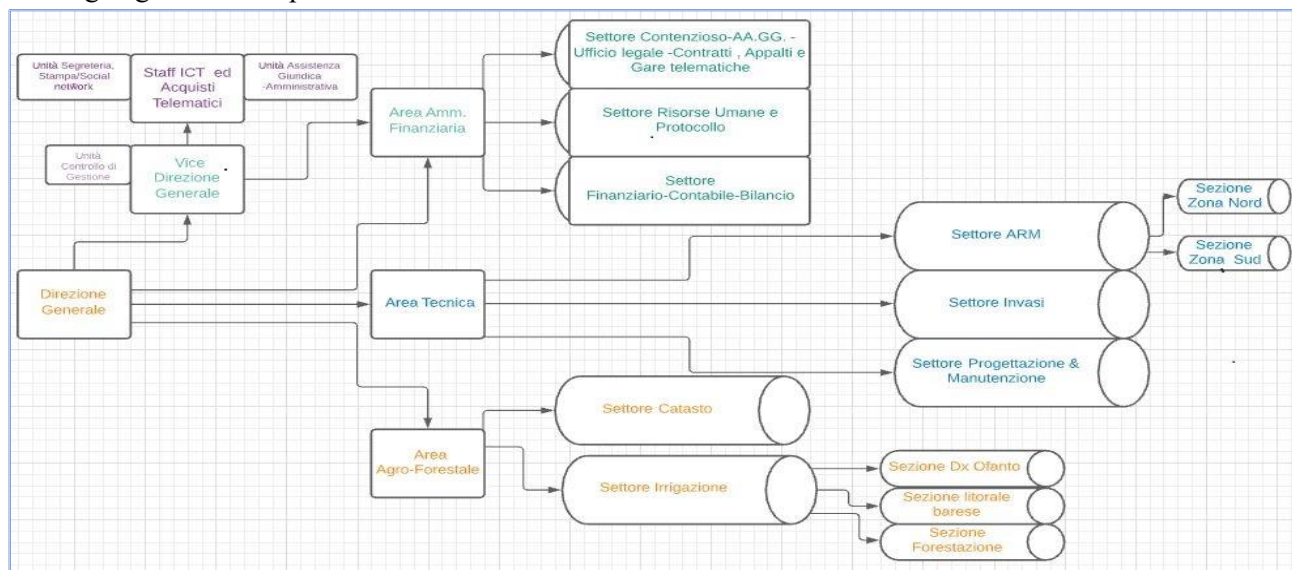 Unità Segreteria,
Stampa/Social
network
Staff ICT ed
Acquisti
Telematici
Unità Assistenza
Giuridica
-Amministrativa
Unità
Controllo di
Gestione
Vice
Direzione
Generale
Direzione
Generale
Area Amm.
Finanziaria
Settore Contenzioso-AA.GG. -
Ufficio legale -Contratti , Appalti e
Gare telematiche
Settore Risorse Umane e
Protocollo
Settore
Finanziario-Contabile-Bilancio
Area Tecnica
Settore ARM
Sezione
Zona Nord
Sezione
Zona Sud
Settore Invasi
Settore Progettazione &
Manutenzione
Area
Agro-Forestale
Settore Catasto
Settore Irrigazione
Sezione Dx Ofanto
Sezione litorale
barese
Sezione
Forestazione